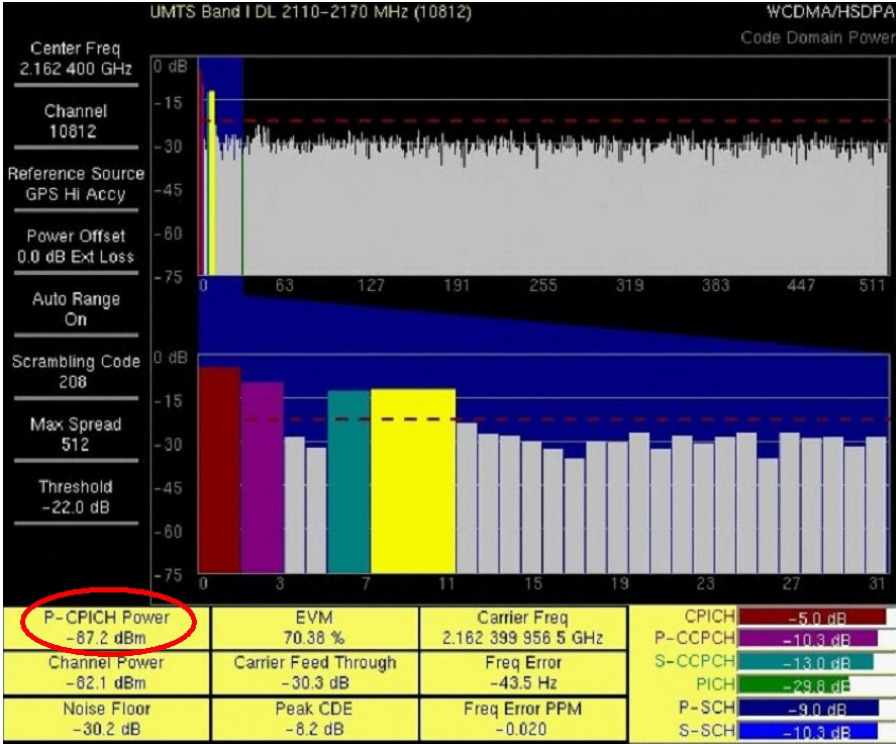 UMTS Band I DL 2110-2170 MHz (10812)
WCDMA/HSDPA
Code Domain Power
Center Freq
2.162 400 GHz
Channel
10812
Reference Source
GPS Hi Accy
Power Offset
0.0 dB Ext Loss
Auto Range
On
Scrambling Code
208
Max Spread
512
Threshold
-22.0 dB
0 dB
-15
-30
-45
-60
-75
0 63 127 191 255 319 383 447 511
0 dB
-15
-30
-45
-60
-75
0 3 7 11 15 19 23 27 31
P-CPICH Power
-87.2 dBm
EVM
70.38 %
Carrier Freq
2.162 399 956 5 GHz
Channel Power
-82.1 dBm
Carrier Feed Through
-30.3 dB
Freq Error
-43.5 Hz
Noise Floor
-30.2 dB
Peak CDE
-8.2 dB
Freq Error PPM
-0.020
CPICH -5.0 dB
P-CCPCH -10.3 dB
S-CCPCH -13.0 dB
PICH -29.8 dB
P-SCH -9.0 dB
S-SCH -10.3 dB